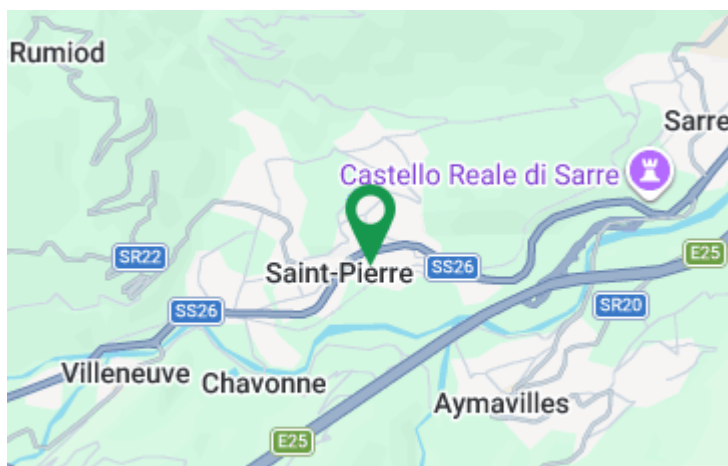 Rumiod
Sarre
Castello Reale di Sarre
SR22
Saint-Pierre
SS26
E25
SS26
SR20
Villeneuve
Chavonne
Aymavilles
E25